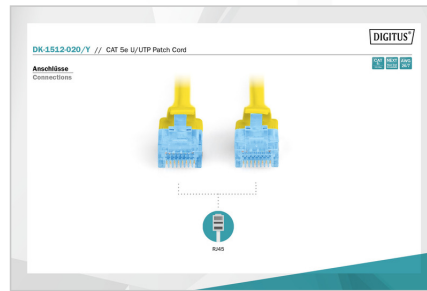 DIGITUS®
DK-1512-020/Y // CAT 5e U/UTP Patch Cord
Anschlüsse
Connections
RJ45